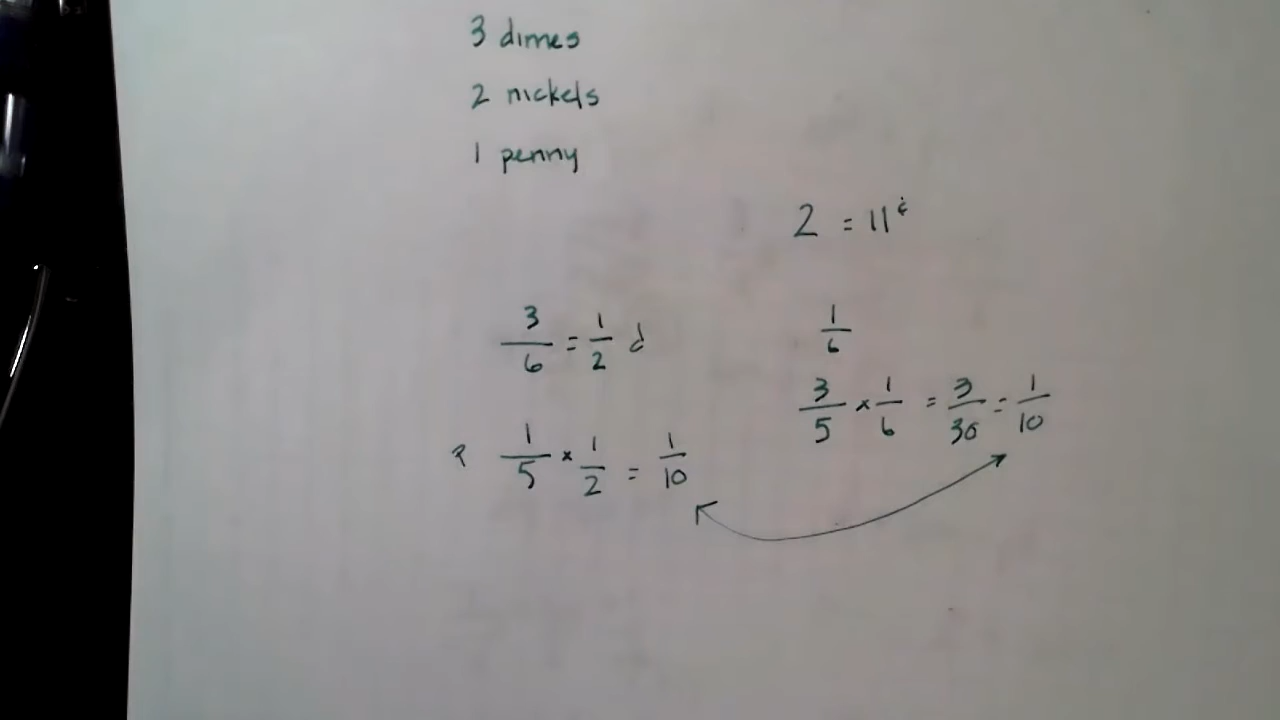 3 dimes
2 nickels
1 penny
2 = 11¢
3/6 = 1/2 d
1/6
3/5 × 1/6 = 3/30 = 1/10
P 1/5 × 1/2 = 1/10